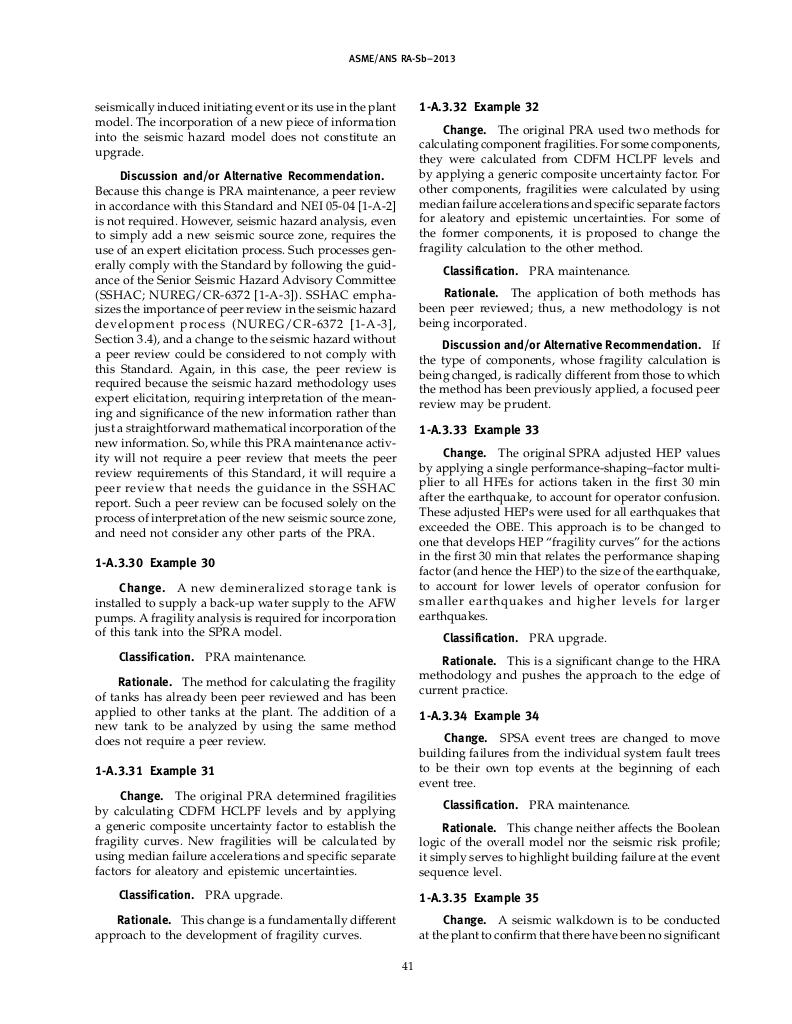 ASME/ANS RA-Sb–2013
seismically induced initiating event or its use in the plant
model. The incorporation of a new piece of information
into the seismic hazard model does not constitute an
upgrade.
Discussion and/or Alternative Recommendation.
Because this change is PRA maintenance, a peer review
in accordance with this Standard and NEI 05-04 [1-A-2]
is not required. However, seismic hazard analysis, even
to simply add a new seismic source zone, requires the
use of an expert elicitation process. Such processes gen-
erally comply with the Standard by following the guid-
ance of the Senior Seismic Hazard Advisory Committee
(SSHAC; NUREG/CR-6372 [1-A-3]). SSHAC empha-
sizes the importance of peer review in the seismic hazard
development process (NUREG/CR-6372 [1-A-3],
Section 3.4), and a change to the seismic hazard without
a peer review could be considered to not comply with
this Standard. Again, in this case, the peer review is
required because the seismic hazard methodology uses
expert elicitation, requiring interpretation of the mean-
ing and significance of the new information rather than
just a straightforward mathematical incorporation of the
new information. So, while this PRA maintenance activ-
ity will not require a peer review that meets the peer
review requirements of this Standard, it will require a
peer review that needs the guidance in the SSHAC
report. Such a peer review can be focused solely on the
process of interpretation of the new seismic source zone,
and need not consider any other parts of the PRA.
1-A.3.30 Example 30
Change. A new demineralized storage tank is
installed to supply a back-up water supply to the AFW
pumps. A fragility analysis is required for incorporation
of this tank into the SPRA model.
Classification. PRA maintenance.
Rationale. The method for calculating the fragility
of tanks has already been peer reviewed and has been
applied to other tanks at the plant. The addition of a
new tank to be analyzed by using the same method
does not require a peer review.
1-A.3.31 Example 31
Change. The original PRA determined fragilities
by calculating CDFM HCLPF levels and by applying
a generic composite uncertainty factor to establish the
fragility curves. New fragilities will be calculated by
using median failure accelerations and specific separate
factors for aleatory and epistemic uncertainties.
Classification. PRA upgrade.
Rationale. This change is a fundamentally different
approach to the development of fragility curves.
1-A.3.32 Example 32
Change. The original PRA used two methods for
calculating component fragilities. For some components,
they were calculated from CDFM HCLPF levels and
by applying a generic composite uncertainty factor. For
other components, fragilities were calculated by using
median failure accelerations and specific separate factors
for aleatory and epistemic uncertainties. For some of
the former components, it is proposed to change the
fragility calculation to the other method.
Classification. PRA maintenance.
Rationale. The application of both methods has
been peer reviewed; thus, a new methodology is not
being incorporated.
Discussion and/or Alternative Recommendation. If
the type of components, whose fragility calculation is
being changed, is radically different from those to which
the method has been previously applied, a focused peer
review may be prudent.
1-A.3.33 Example 33
Change. The original SPRA adjusted HEP values
by applying a single performance-shaping–factor multi-
plier to all HFEs for actions taken in the first 30 min
after the earthquake, to account for operator confusion.
These adjusted HEPs were used for all earthquakes that
exceeded the OBE. This approach is to be changed to
one that develops HEP “fragility curves” for the actions
in the first 30 min that relates the performance shaping
factor (and hence the HEP) to the size of the earthquake,
to account for lower levels of operator confusion for
smaller earthquakes and higher levels for larger
earthquakes.
Classification. PRA upgrade.
Rationale. This is a significant change to the HRA
methodology and pushes the approach to the edge of
current practice.
1-A.3.34 Example 34
Change. SPSA event trees are changed to move
building failures from the individual system fault trees
to be their own top events at the beginning of each
event tree.
Classification. PRA maintenance.
Rationale. This change neither affects the Boolean
logic of the overall model nor the seismic risk profile;
it simply serves to highlight building failure at the event
sequence level.
1-A.3.35 Example 35
Change. A seismic walkdown is to be conducted
at the plant to confirm that there have been no significant
41